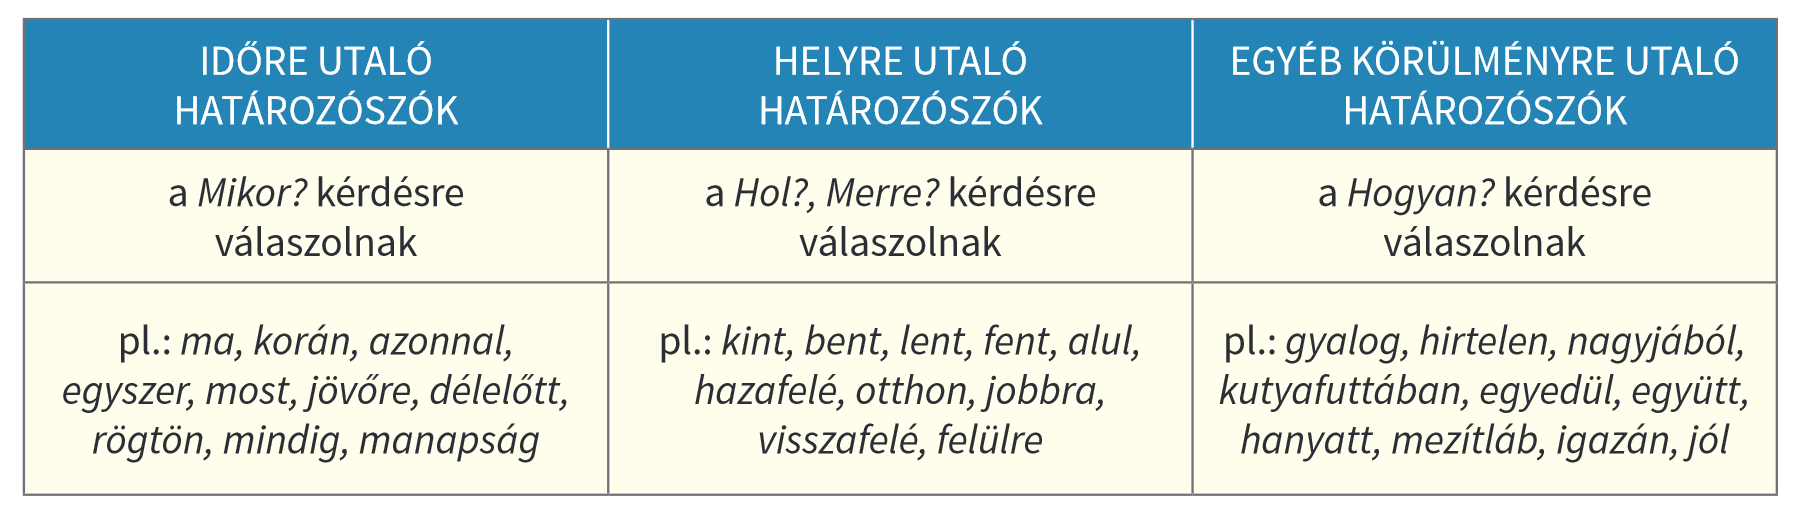 IDŐRE UTALÓ
HATÁROZÓSZÓK
HELYRE UTALÓ
HATÁROZÓSZÓK
EGYÉB KÖRÜLMÉNYRE UTALÓ
HATÁROZÓSZÓK
a Mikor? kérdésre
válaszolnak
a Hol?, Merre? kérdésre
válaszolnak
a Hogyan? kérdésre
válaszolnak
pl.: ma, korán, azonnal,
egyszer, most, jövőre, délelőtt,
rögtön, mindig, manapság
pl.: kint, bent, lent, fent, alul,
hazafelé, otthon, jobbra,
visszafelé, felülre
pl.: gyalog, hirtelen, nagyjából,
kutyafuttában, egyedül, együtt,
hanyatt, mezítláb, igazán, jól